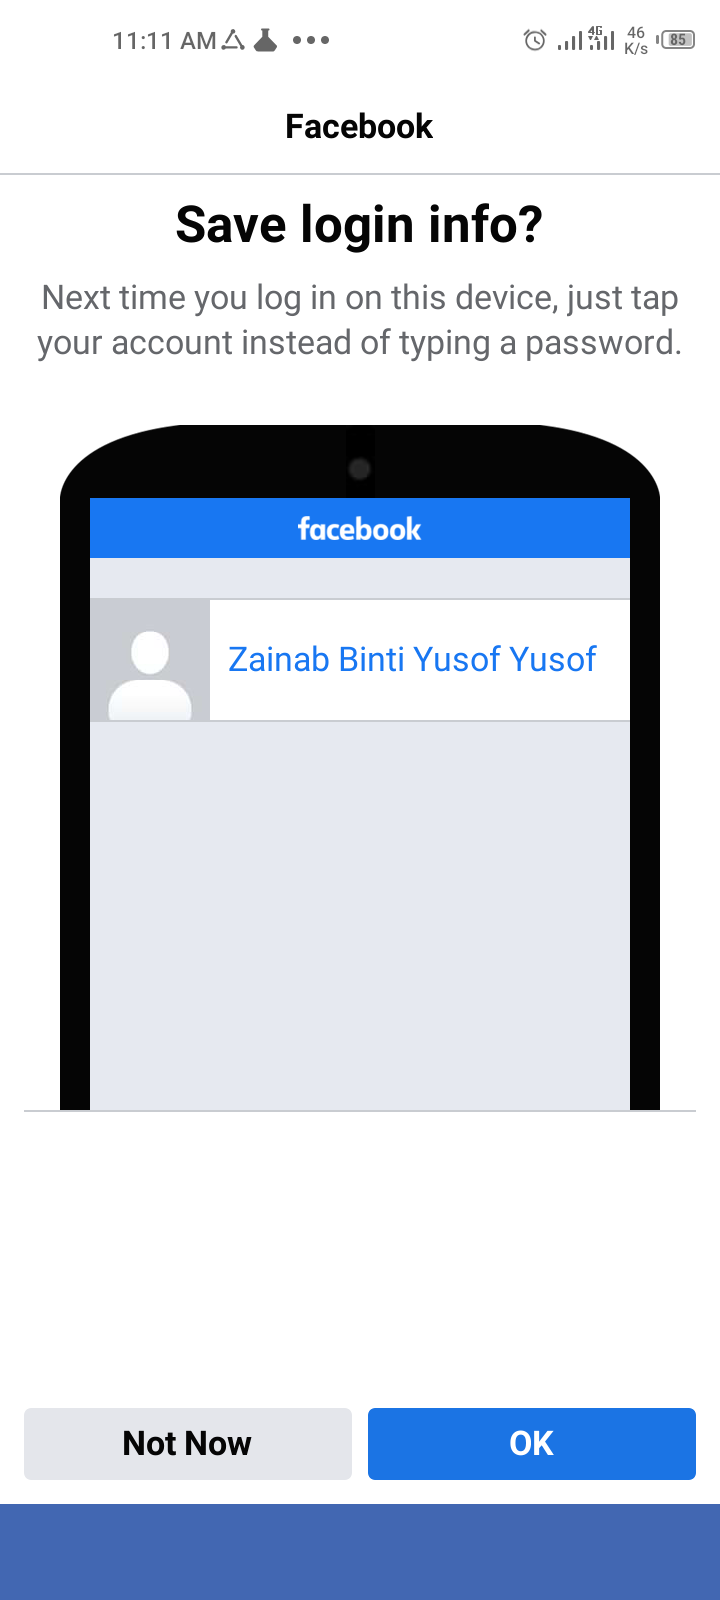 11:11 AM
4G
46
K/s
85
Facebook
Save login info?
Next time you log in on this device, just tap
your account instead of typing a password.
facebook
Zainab Binti Yusof Yusof
Not Now
OK